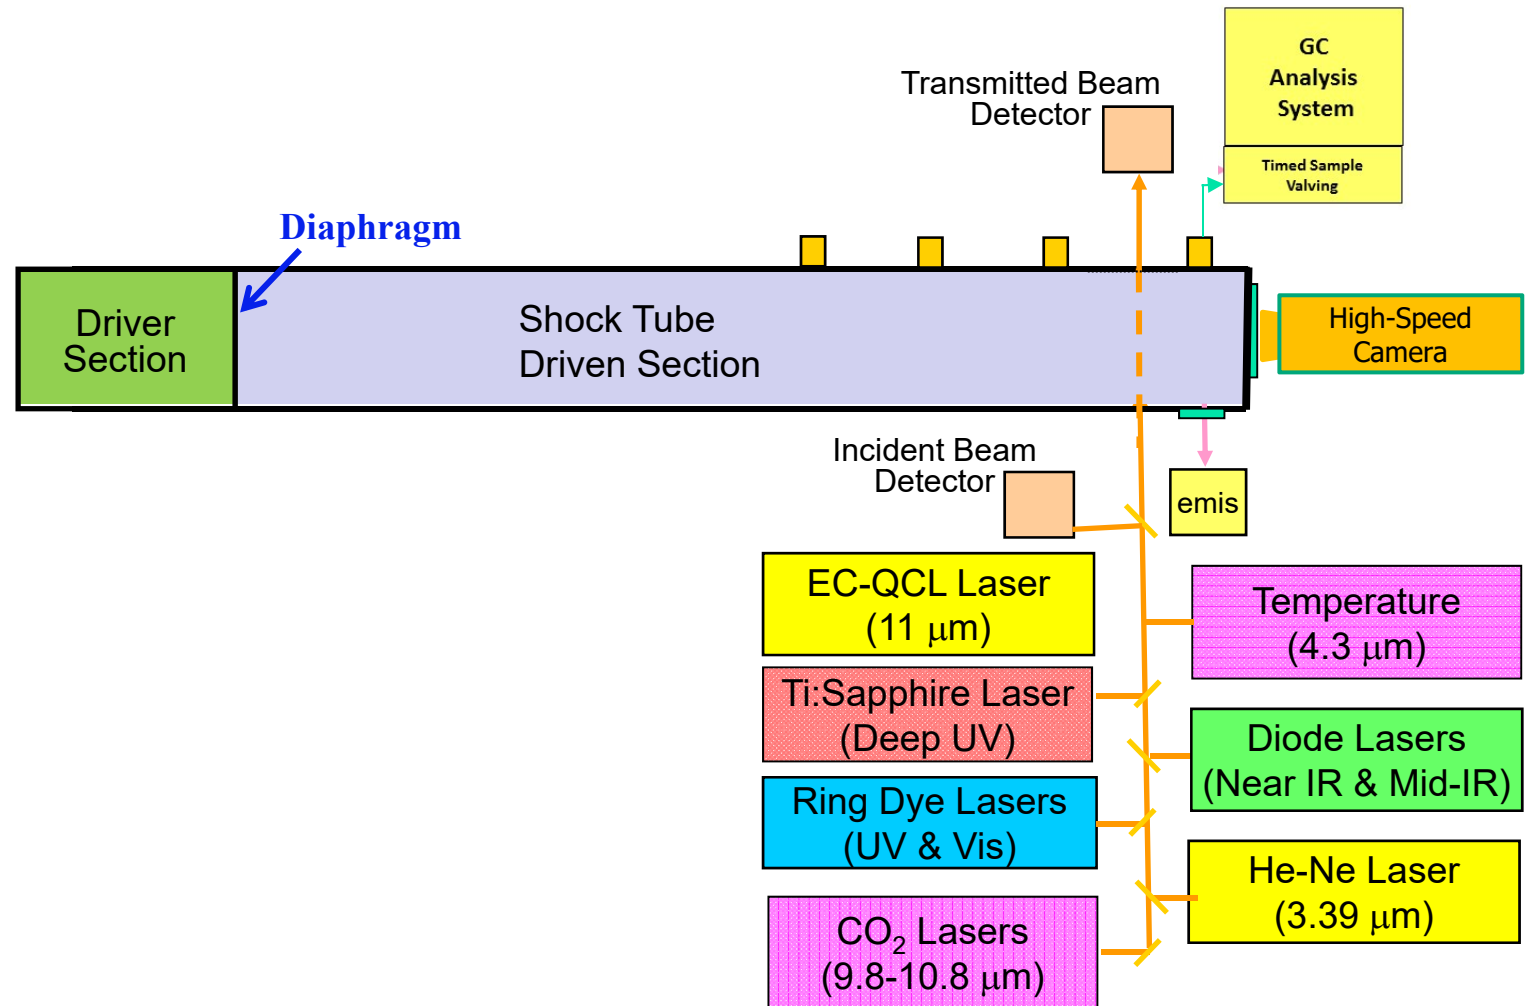 GC
Analysis
System
Timed Sample
Valving
Transmitted Beam
Detector
Diaphragm
Driver
Section
Shock Tube
Driven Section
High-Speed
Camera
Incident Beam
Detector
emis
EC-QCL Laser
(11 μm)
Temperature
(4.3 μm)
Ti:Sapphire Laser
(Deep UV)
Diode Lasers
(Near IR & Mid-IR)
Ring Dye Lasers
(UV & Vis)
He-Ne Laser
(3.39 μm)
CO₂ Lasers
(9.8-10.8 μm)